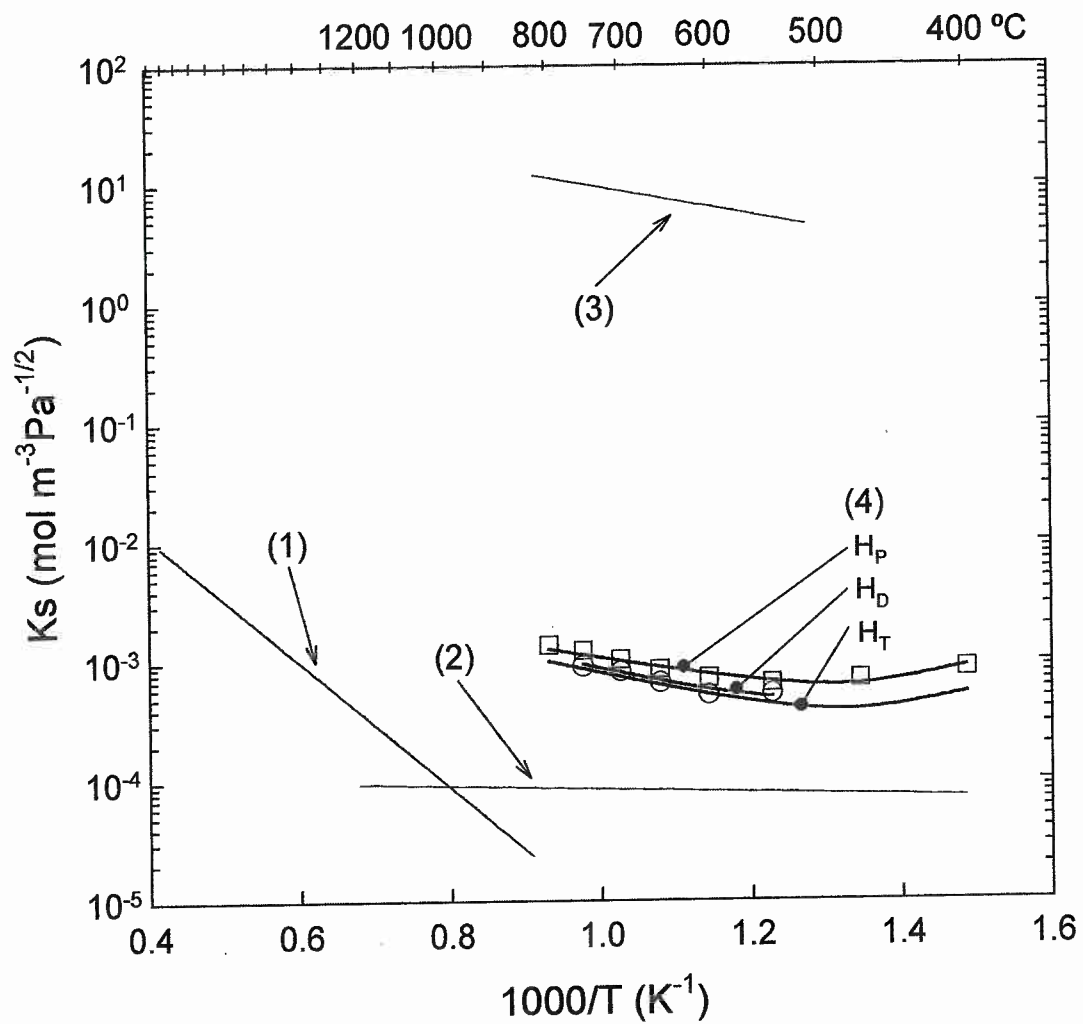 1200 1000 800 700 600 500 400 ºC
10²
10¹
10⁰
10⁻¹
10⁻²
10⁻³
10⁻⁴
10⁻⁵
Ks (mol m⁻³Pa⁻¹/²)
(3)
(1)
(2)
(4)
H_P
H_D
H_T
0.4 0.6 0.8 1.0 1.2 1.4 1.6
1000/T (K⁻¹)